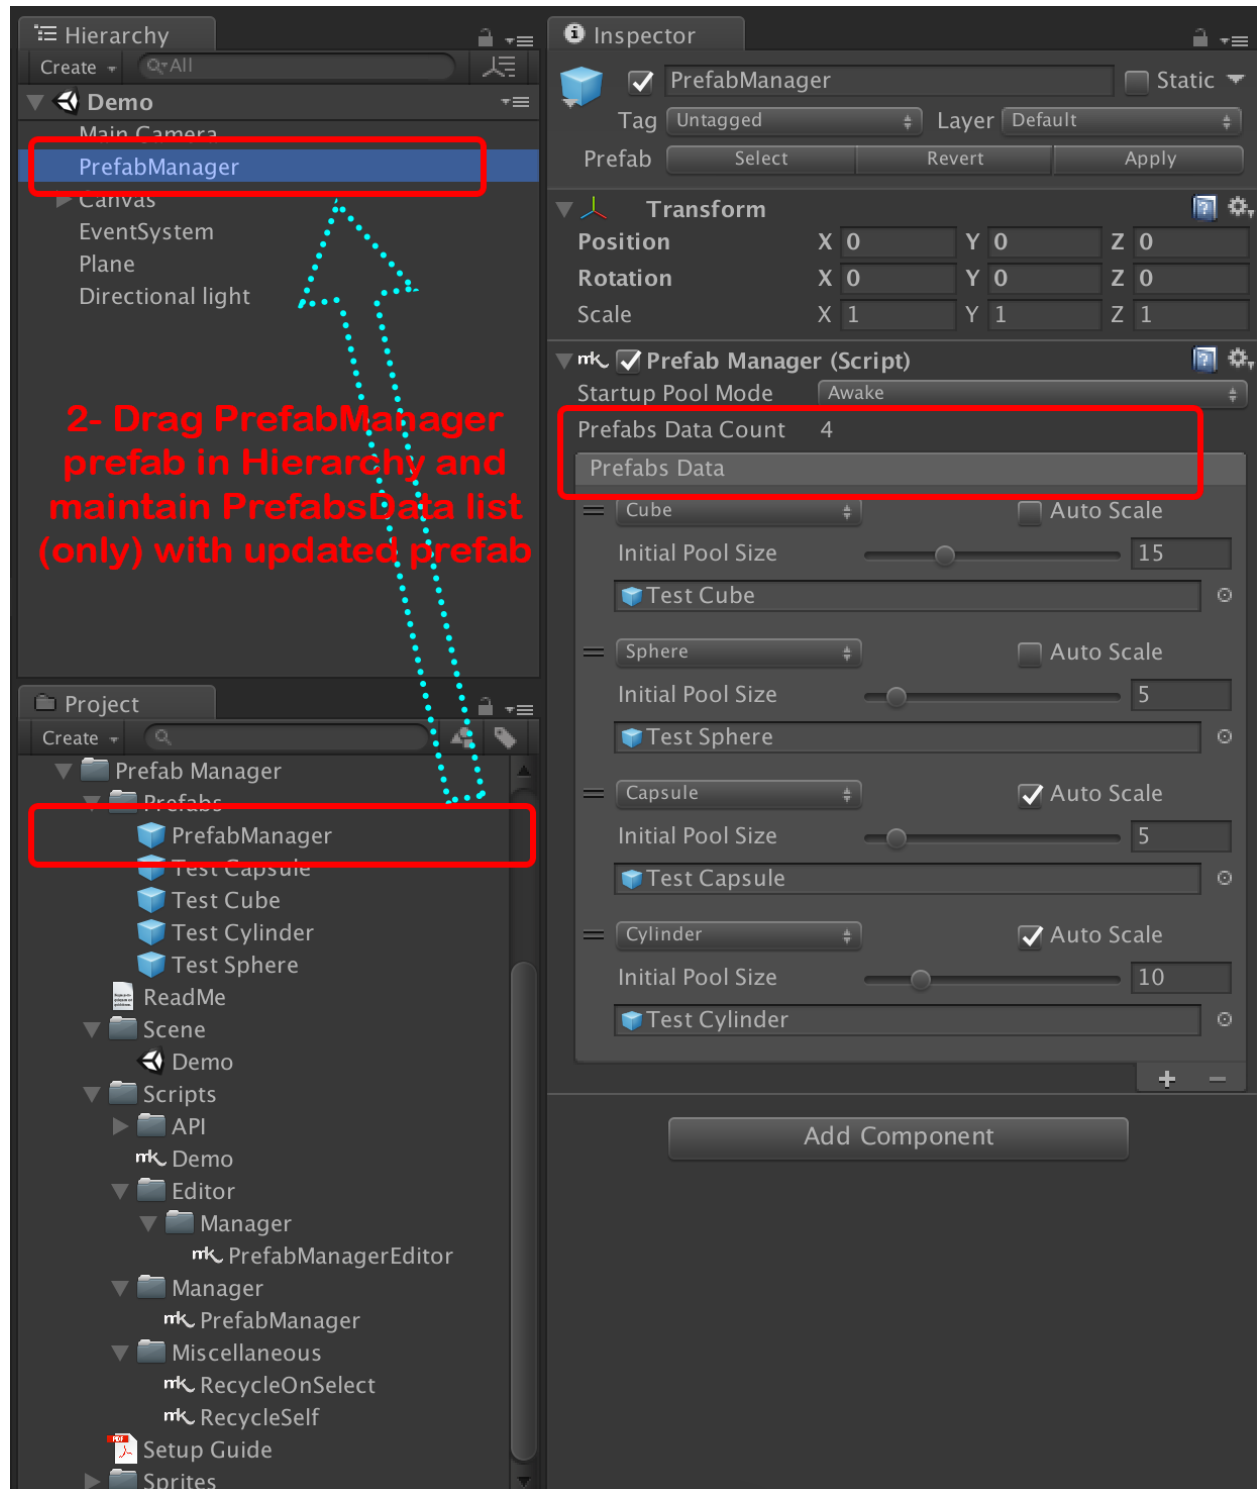 Hierarchy
Create
All
Demo
Main Camera
PrefabManager
Canvas
EventSystem
Plane
Directional light
2- Drag PrefabManager
prefab in Hierarchy and
maintain PrefabsData list
(only) with updated prefab
Project
Create
Prefab Manager
Prefabs
PrefabManager
Test Capsule
Test Cube
Test Cylinder
Test Sphere
ReadMe
Scene
Demo
Scripts
API
Demo
Editor
Manager
PrefabManagerEditor
Manager
PrefabManager
Miscellaneous
RecycleOnSelect
RecycleSelf
PDF
Setup Guide
Sprites
Inspector
PrefabManager Static
Tag Untagged Layer Default
Prefab Select Revert Apply
Transform
Position X 0 Y 0 Z 0
Rotation X 0 Y 0 Z 0
Scale X 1 Y 1 Z 1
Prefab Manager (Script)
Startup Pool Mode Awake
Prefabs Data Count 4
Prefabs Data
Cube Auto Scale
Initial Pool Size 15
Test Cube
Sphere Auto Scale
Initial Pool Size 5
Test Sphere
Capsule Auto Scale
Initial Pool Size 5
Test Capsule
Cylinder Auto Scale
Initial Pool Size 10
Test Cylinder
+ −
Add Component